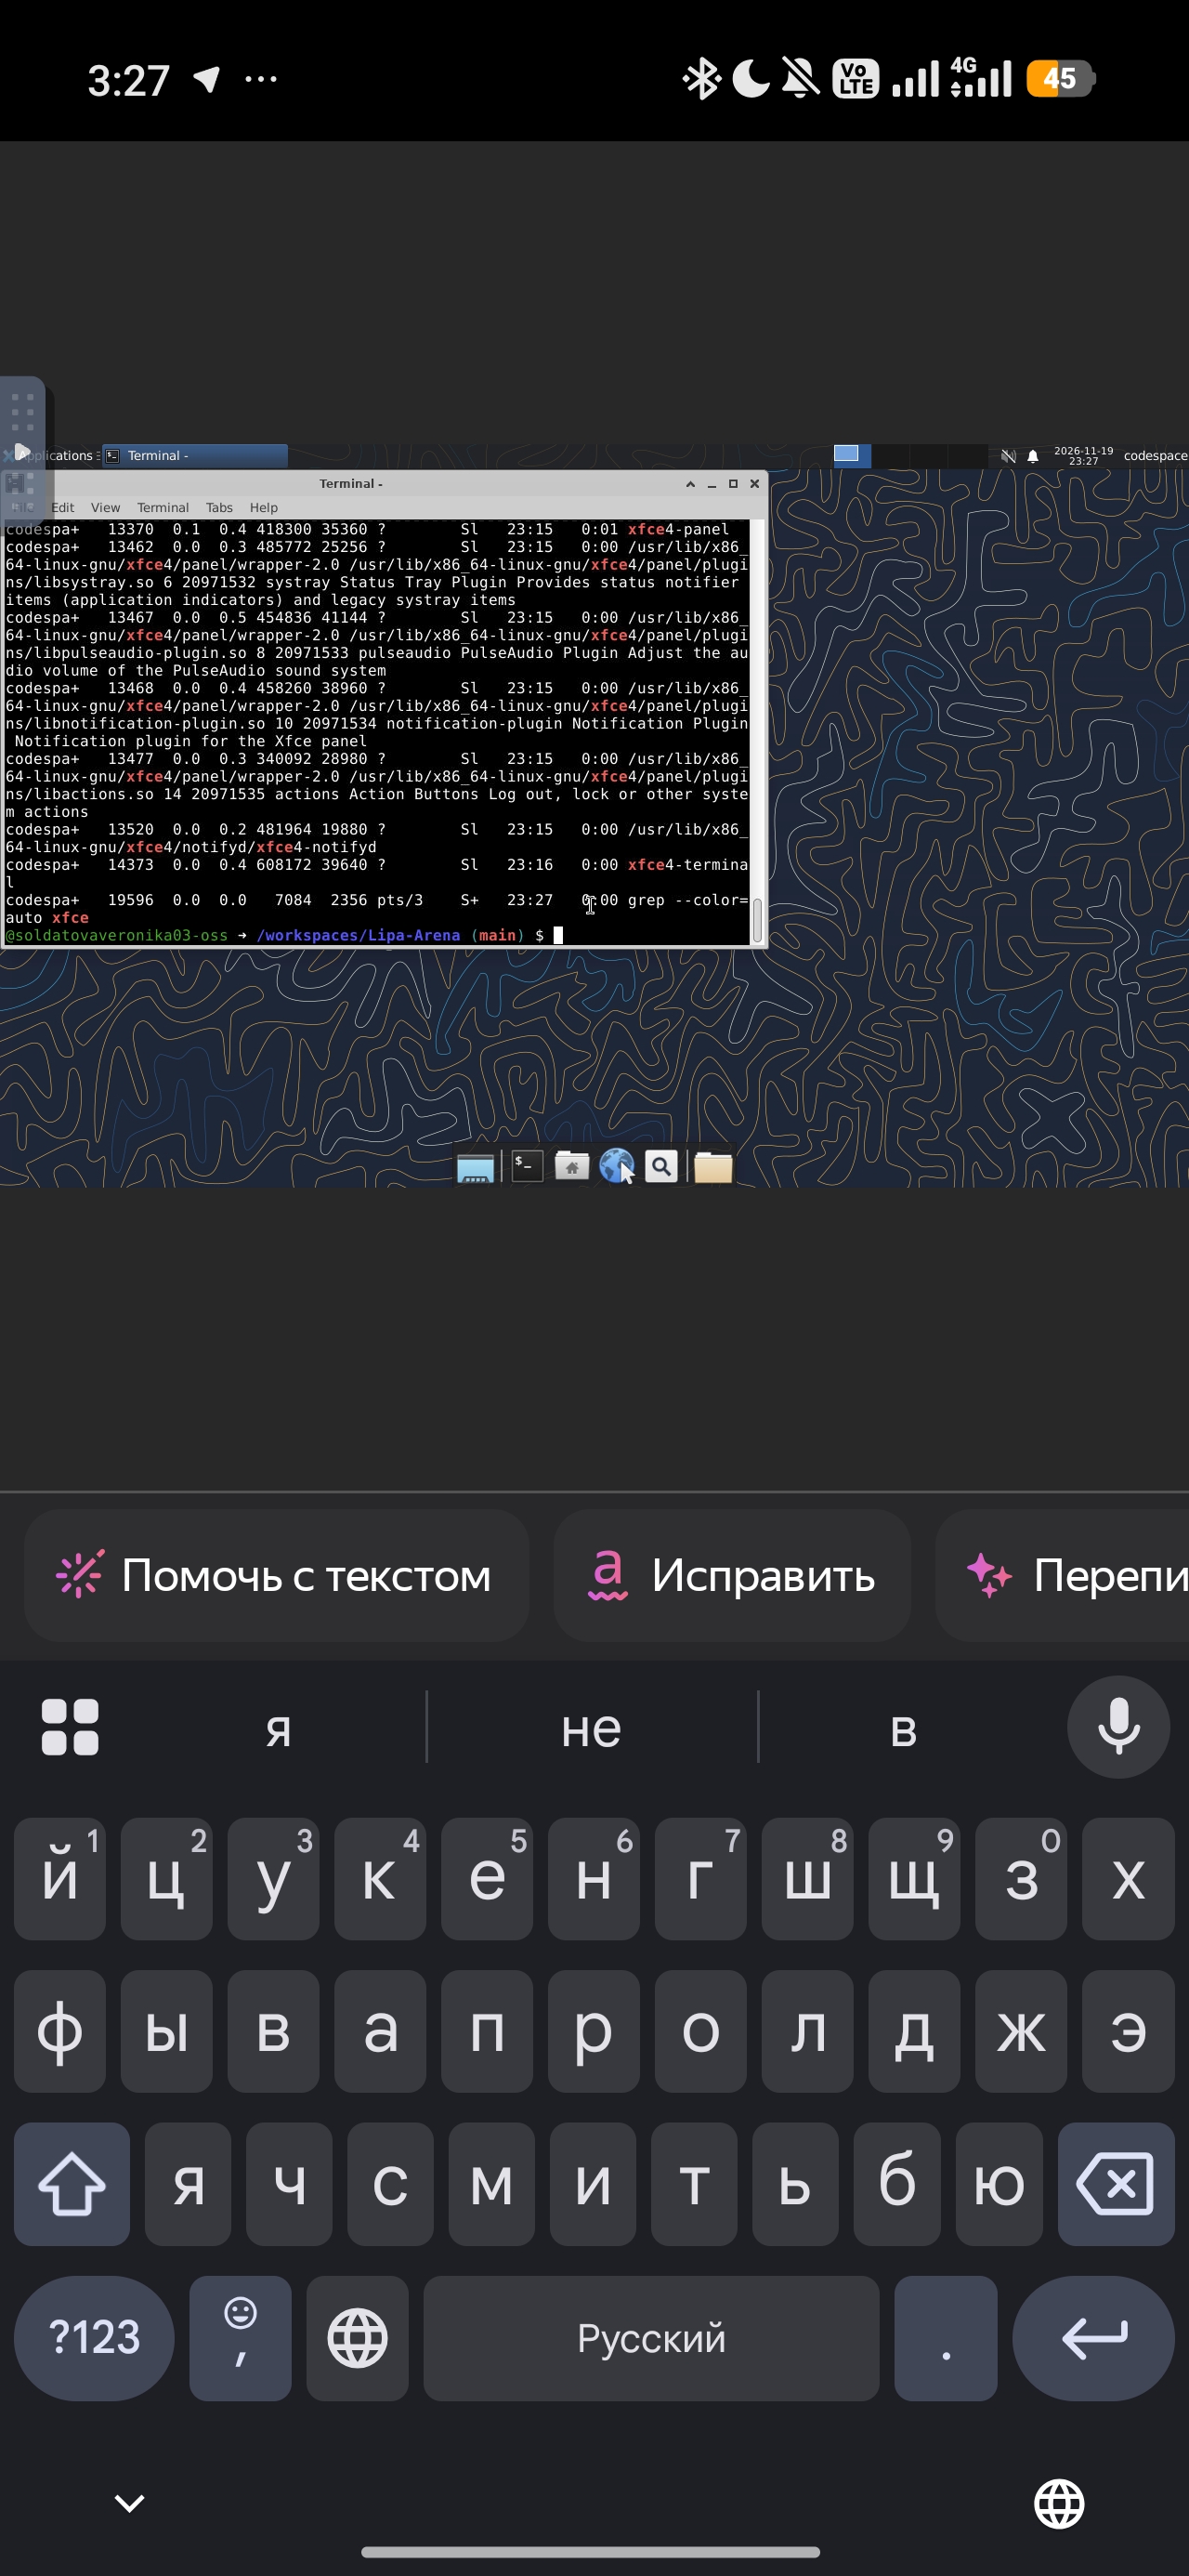 3:27
Vo LTE
4G
45
Applications
Terminal -
2026-11-19
23:27
codespace
Terminal -
Edit View Terminal Tabs Help
codespa+ 13370 0.1 0.4 418300 35360 ? Sl 23:15 0:01 xfce4-panel
codespa+ 13462 0.0 0.3 485772 25256 ? Sl 23:15 0:00 /usr/lib/x86_
64-linux-gnu/xfce4/panel/wrapper-2.0 /usr/lib/x86_64-linux-gnu/xfce4/panel/plugi
ns/libsystray.so 6 20971532 systray Status Tray Plugin Provides status notifier
items (application indicators) and legacy systray items
codespa+ 13467 0.0 0.5 454836 41144 ? Sl 23:15 0:00 /usr/lib/x86_
64-linux-gnu/xfce4/panel/wrapper-2.0 /usr/lib/x86_64-linux-gnu/xfce4/panel/plugi
ns/libpulseaudio-plugin.so 8 20971533 pulseaudio PulseAudio Plugin Adjust the au
dio volume of the PulseAudio sound system
codespa+ 13468 0.0 0.4 458260 38960 ? Sl 23:15 0:00 /usr/lib/x86_
64-linux-gnu/xfce4/panel/wrapper-2.0 /usr/lib/x86_64-linux-gnu/xfce4/panel/plugi
ns/libnotification-plugin.so 10 20971534 notification-plugin Notification Plugin
Notification plugin for the Xfce panel
codespa+ 13477 0.0 0.3 340092 28980 ? Sl 23:15 0:00 /usr/lib/x86_
64-linux-gnu/xfce4/panel/wrapper-2.0 /usr/lib/x86_64-linux-gnu/xfce4/panel/plugi
ns/libactions.so 14 20971535 actions Action Buttons Log out, lock or other syste
m actions
codespa+ 13520 0.0 0.2 481964 19880 ? Sl 23:15 0:00 /usr/lib/x86_
64-linux-gnu/xfce4/notifyd/xfce4-notifyd
codespa+ 14373 0.0 0.4 608172 39640 ? Sl 23:16 0:00 xfce4-termina
l
codespa+ 19596 0.0 0.0 7084 2356 pts/3 S+ 23:27 0:00 grep --color=
auto xfce
@soldatovaveronika03-oss ➜ /workspaces/Lipa-Arena (main) $
Помочь с текстом
Исправить
Перепи
я не в
й1 ц2 у3 к4 е5 н6 г7 ш8 щ9 з0 х
ф ы в а п р о л д ж э
я ч с м и т ь б ю
?123 , Русский .